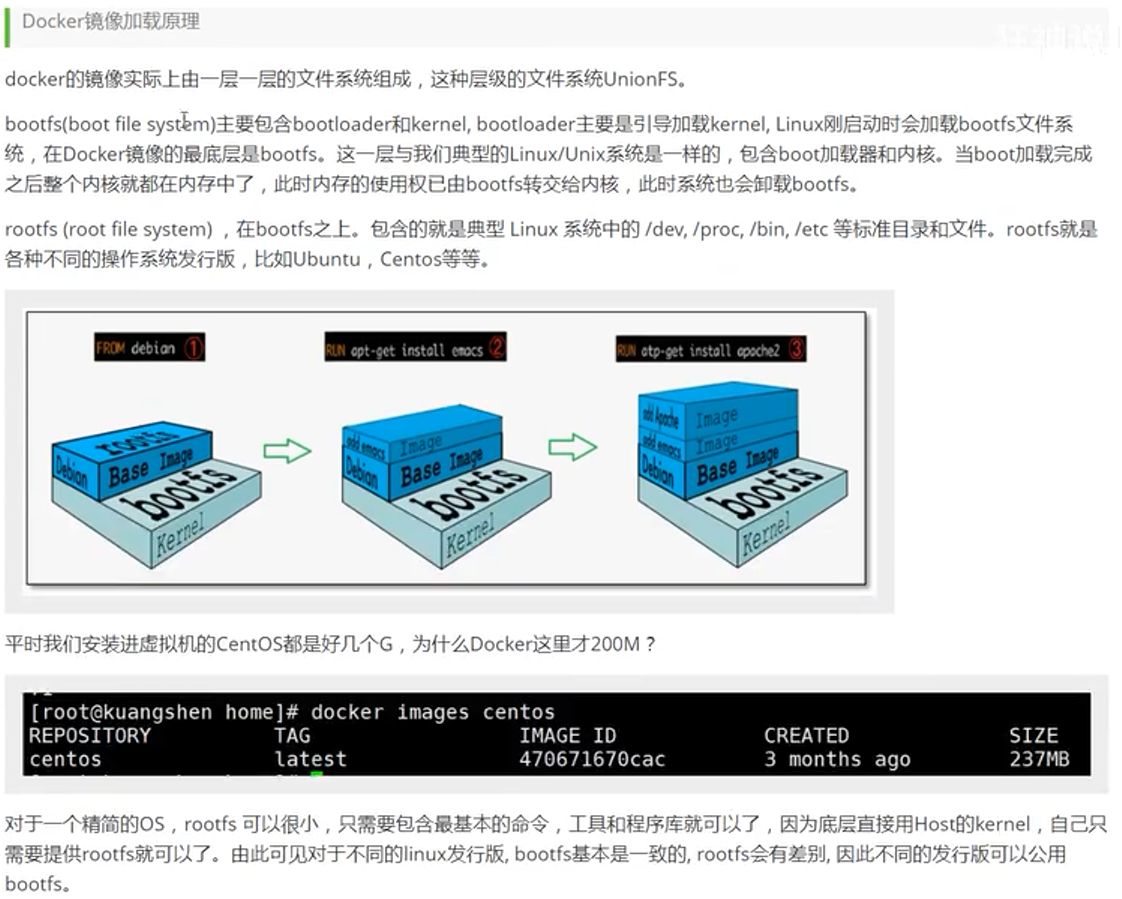 Docker镜像加载原理
docker的镜像实际上由一层一层的文件系统组成，这种层级的文件系统UnionFS。
bootfs(boot file system)主要包含bootloader和kernel, bootloader主要是引导加载kernel, Linux刚启动时会加载bootfs文件系
统，在Docker镜像的最底层是bootfs。这一层与我们典型的Linux/Unix系统是一样的，包含boot加载器和内核。当boot加载完成
之后整个内核就都在内存中了，此时内存的使用权已由bootfs转交给内核，此时系统也会卸载bootfs。
rootfs (root file system) ，在bootfs之上。包含的就是典型 Linux 系统中的 /dev, /proc, /bin, /etc 等标准目录和文件。rootfs就是
各种不同的操作系统发行版，比如Ubuntu，Centos等等。
FROM debian ①
RUN apt-get install emacs ②
RUN atp-get install apache2 ③
rootfs
Debian Base Image
bootfs
Kernel
add emacs Image
Debian Base Image
bootfs
Kernel
add Apache Image
add emacs Image
Debian Base Image
bootfs
Kernel
平时我们安装进虚拟机的CentOS都是好几个G，为什么Docker这里才200M？
[root@kuangshen home]# docker images centos
REPOSITORY TAG IMAGE ID CREATED SIZE
centos latest 470671670cac 3 months ago 237MB
对于一个精简的OS，rootfs 可以很小，只需要包含最基本的命令，工具和程序库就可以了，因为底层直接用Host的kernel，自己只
需要提供rootfs就可以了。由此可见对于不同的linux发行版, bootfs基本是一致的, rootfs会有差别, 因此不同的发行版可以公用
bootfs。